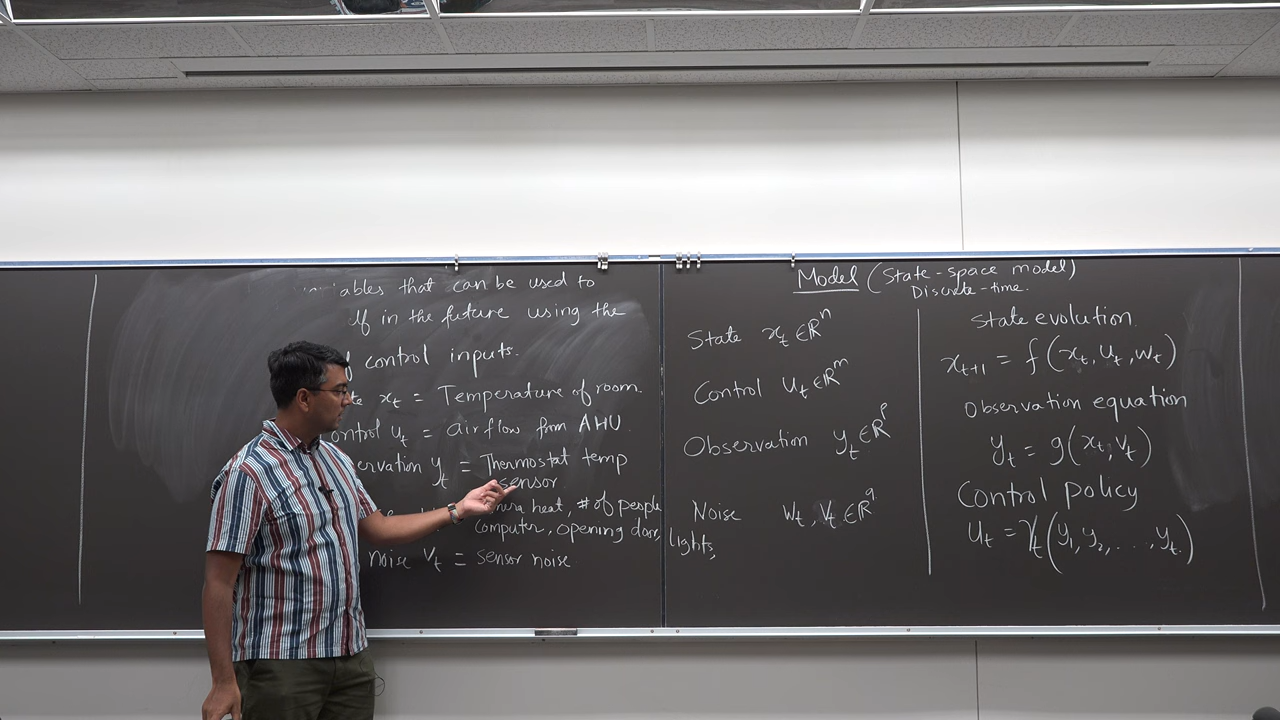 that can be used to
in the future using the
control inputs.
x_t = Temperature of room.
u_t = airflow from AHU.
y_t = Thermostat temp
sensor
heat, # of people
computer, opening door, lights,
noise V_t = sensor noise.
Model (State-space model)
Discrete-time.
State x_t ∈ R^n
Control u_t ∈ R^m
Observation y_t ∈ R^p
Noise w_t, V_t ∈ R^q
State evolution.
x_{t+1} = f(x_t, u_t, w_t)
Observation equation
y_t = g(x_t, v_t)
Control policy
u_t = γ_t(y_1, y_2, ...., y_t)